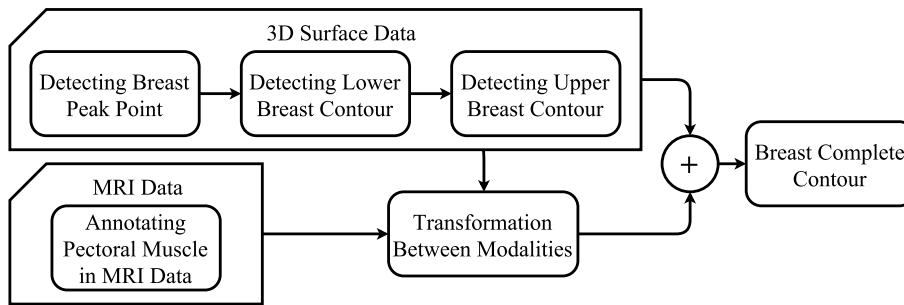 3D Surface Data
Detecting Breast
Peak Point
Detecting Lower
Breast Contour
Detecting Upper
Breast Contour
MRI Data
Annotating
Pectoral Muscle
in MRI Data
Transformation
Between Modalities
+
Breast Complete
Contour